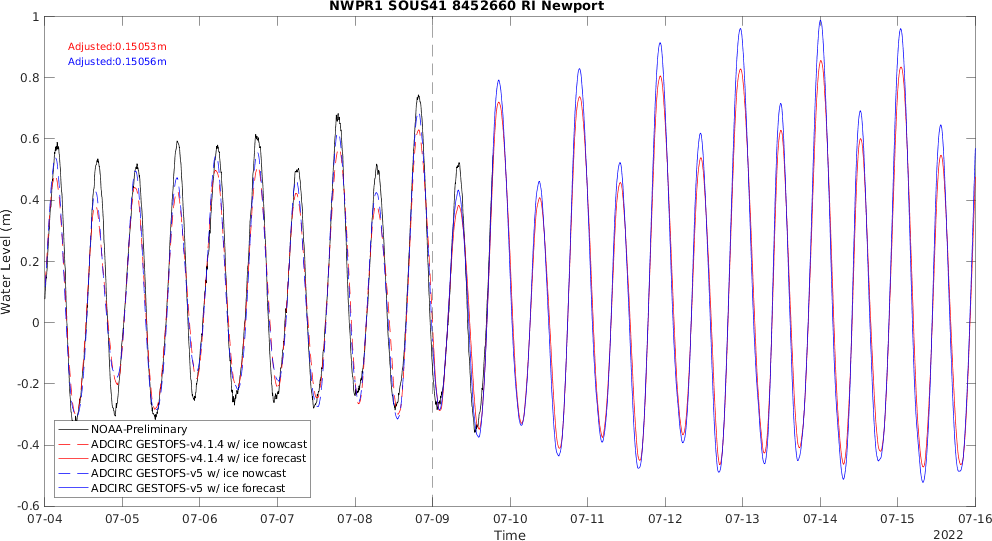 NWPR1 SOUS41 8452660 RI Newport
Adjusted:0.15053m
Adjusted:0.15056m
1
0.8
0.6
0.4
0.2
0
-0.2
-0.4
-0.6
Water Level (m)
NOAA-Preliminary
ADCIRC GESTOFS-v4.1.4 w/ ice nowcast
ADCIRC GESTOFS-v4.1.4 w/ ice forecast
ADCIRC GESTOFS-v5 w/ ice nowcast
ADCIRC GESTOFS-v5 w/ ice forecast
07-04 07-05 07-06 07-07 07-08 07-09 07-10 07-11 07-12 07-13 07-14 07-15 07-16
Time
2022